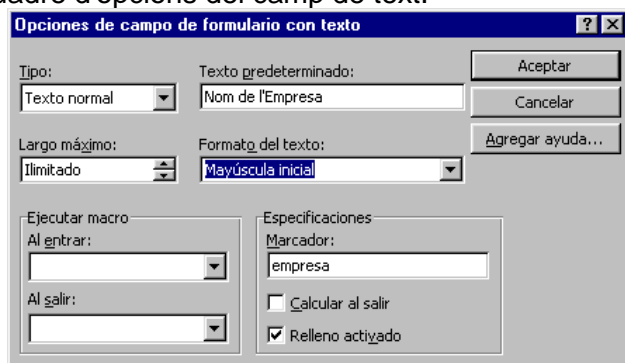 d'opcions del camp de text.
Opciones de campo de formulario con texto
Tipo:
Texto predeterminado:
Aceptar
Texto normal
Nom de l'Empresa
Cancelar
Largo máximo:
Formato del texto:
Agregar ayuda...
Ilimitado
Mayúscula inicial
Ejecutar macro
Especificaciones
Al entrar:
Marcador:
empresa
Al salir:
Calcular al salir
Relleno activado